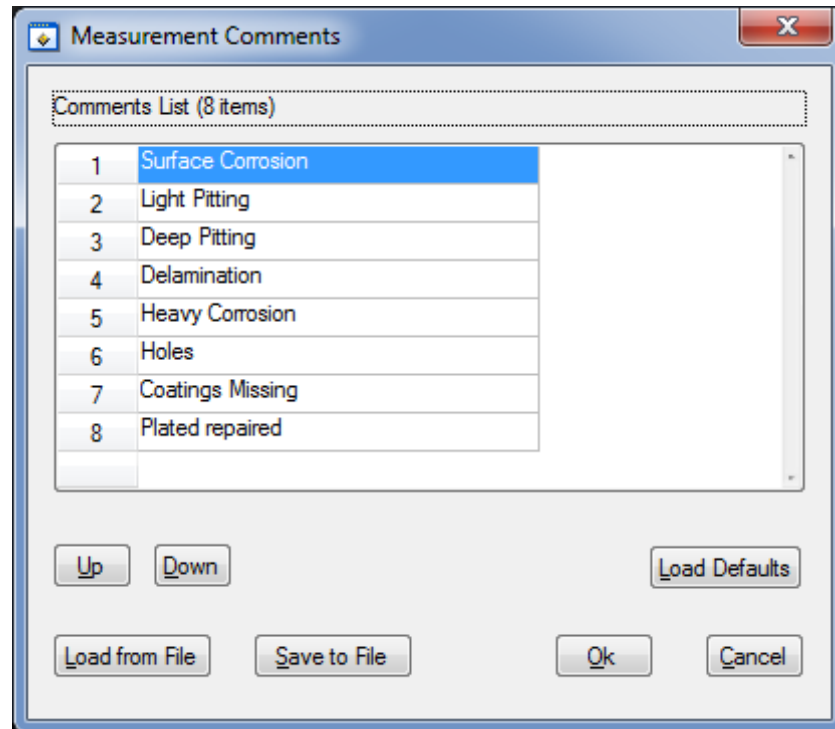 Measurement Comments
Comments List (8 items)
1 Surface Corrosion
2 Light Pitting
3 Deep Pitting
4 Delamination
5 Heavy Corrosion
6 Holes
7 Coatings Missing
8 Plated repaired
Up Down Load Defaults
Load from File Save to File Ok Cancel